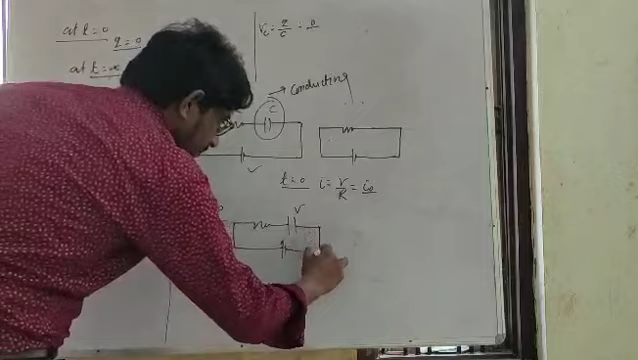 at t=0
q=0
at t=∞
Vc = q/c = 0
→ Conducting
C
V
t=0 i = V/R = i₀
V